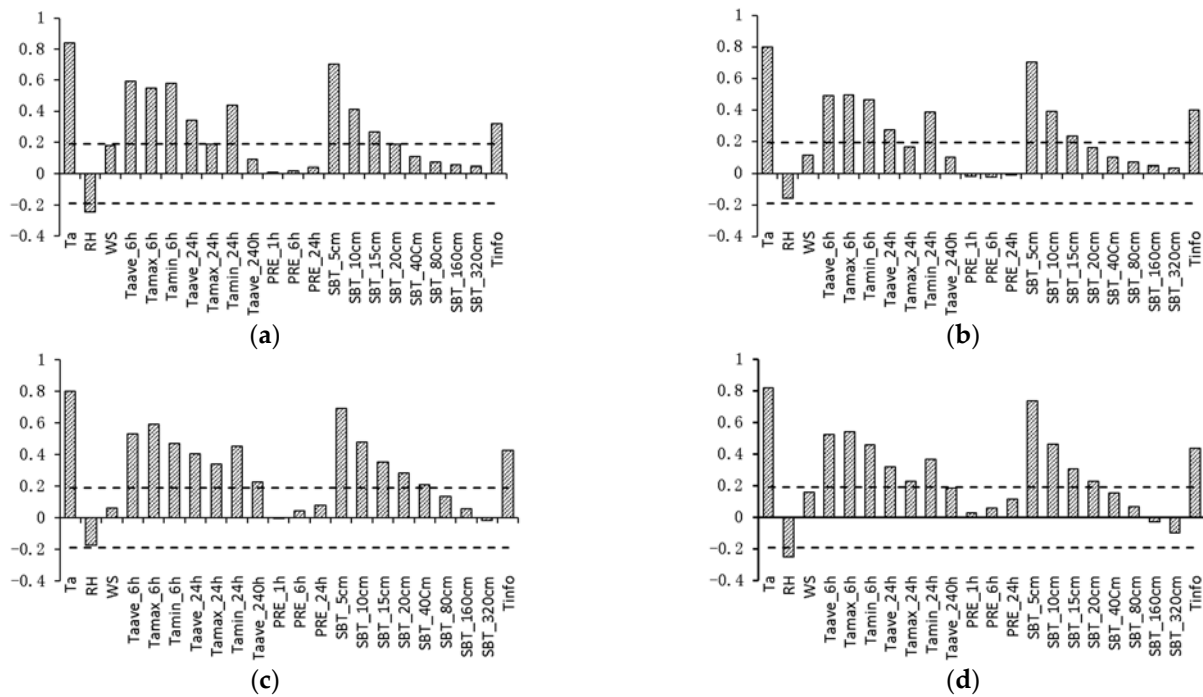 1
0.8
0.6
0.4
0.2
0
-0.2
-0.4
Ta
RH
WS
Taave_6h
Tamax_6h
Tamin_6h
Taave_24h
Tamax_24h
Tamin_24h
Taave_240h
PRE_1h
PRE_6h
PRE_24h
SBT_5cm
SBT_10cm
SBT_15cm
SBT_20cm
SBT_40Cm
SBT_80cm
SBT_160cm
SBT_320cm
Tinfo
(a)
1
0.8
0.6
0.4
0.2
0
-0.2
-0.4
Ta
RH
WS
Taave_6h
Tamax_6h
Tamin_6h
Taave_24h
Tamax_24h
Tamin_24h
Taave_240h
PRE_1h
PRE_6h
PRE_24h
SBT_5cm
SBT_10cm
SBT_15cm
SBT_20cm
SBT_40Cm
SBT_80cm
SBT_160cm
SBT_320cm
Tinfo
(b)
1
0.8
0.6
0.4
0.2
0
-0.2
-0.4
Ta
RH
WS
Taave_6h
Tamax_6h
Tamin_6h
Taave_24h
Tamax_24h
Tamin_24h
Taave_240h
PRE_1h
PRE_6h
PRE_24h
SBT_5cm
SBT_10cm
SBT_15cm
SBT_20cm
SBT_40Cm
SBT_80cm
SBT_160cm
SBT_320cm
Tinfo
(c)
1
0.8
0.6
0.4
0.2
0
-0.2
-0.4
Ta
RH
WS
Taave_6h
Tamax_6h
Tamin_6h
Taave_24h
Tamax_24h
Tamin_24h
Taave_240h
PRE_1h
PRE_6h
PRE_24h
SBT_5cm
SBT_10cm
SBT_15cm
SBT_20cm
SBT_40Cm
SBT_80cm
SBT_160cm
SBT_320cm
Tinfo
(d)